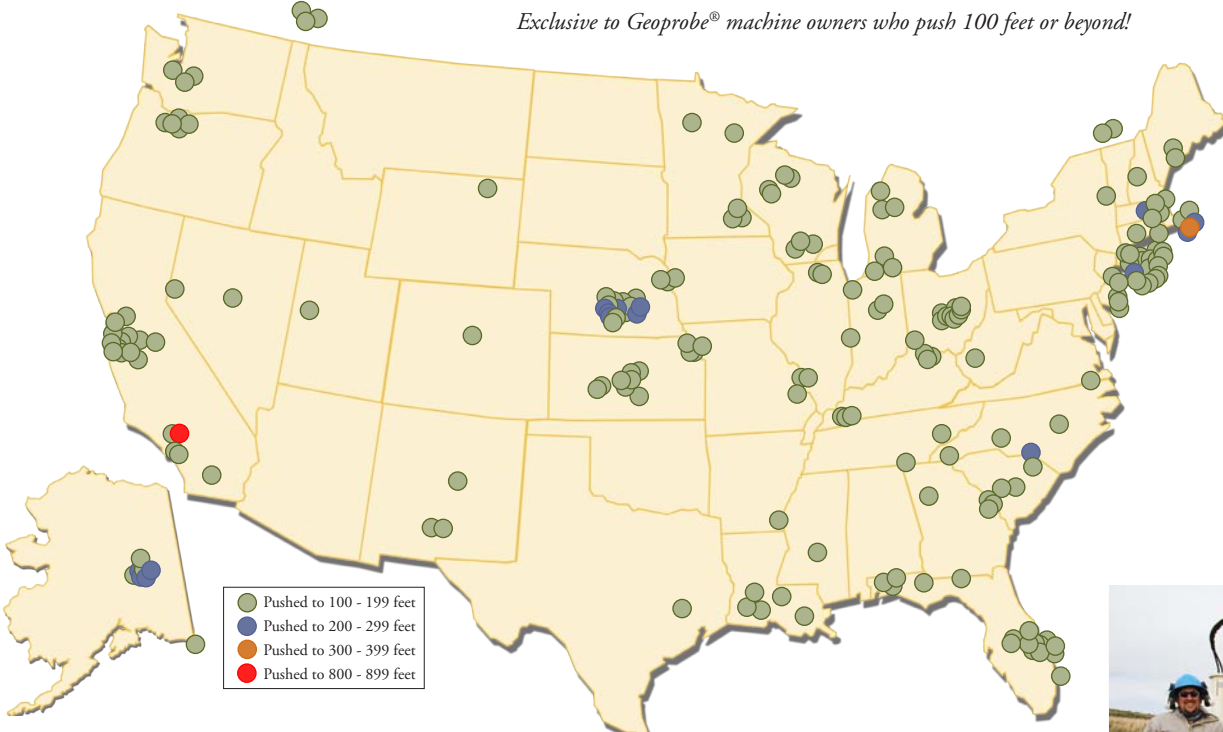 Exclusive to Geoprobe® machine owners who push 100 feet or beyond!
Pushed to 100 - 199 feet
Pushed to 200 - 299 feet
Pushed to 300 - 399 feet
Pushed to 800 - 899 feet